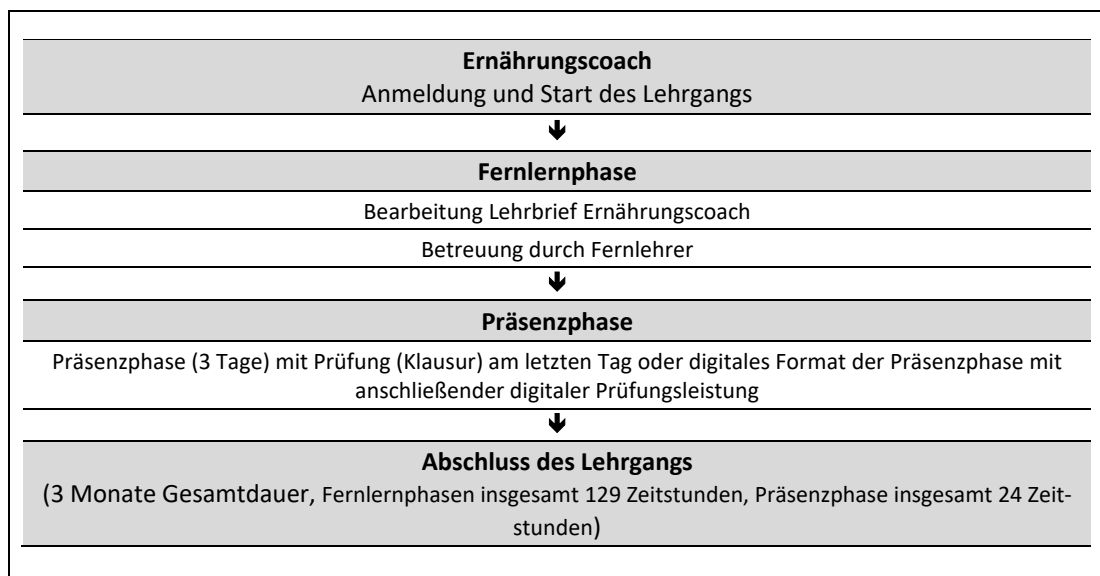 Ernährungscoach
Anmeldung und Start des Lehrgangs
🡻
Fernlernphase
Bearbeitung Lehrbrief Ernährungscoach
Betreuung durch Fernlehrer
🡻
Präsenzphase
Präsenzphase (3 Tage) mit Prüfung (Klausur) am letzten Tag oder digitales Format der Präsenzphase mit
anschließender digitaler Prüfungsleistung
🡻
Abschluss des Lehrgangs
(3 Monate Gesamtdauer, Fernlernphasen insgesamt 129 Zeitstunden, Präsenzphase insgesamt 24 Zeit-
stunden)